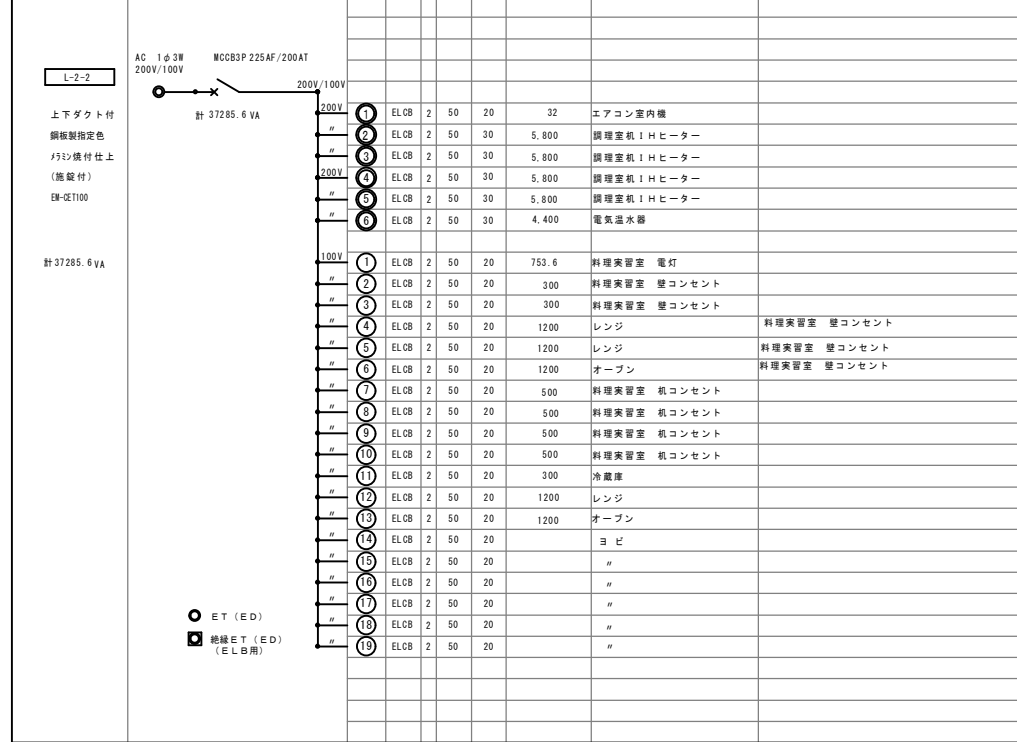 AC 1φ3W MCCB3P 225AF/200AT
200V/100V
L-2-2
200V/100V
上下ダクト付
計 37285.6 VA
鋼板製指定色
メラミン焼付仕上
(施錠付)
EM-CET100
計 37285.6 VA
200V 1 ELCB 2 50 20 32 エアコン室内機
〃 2 ELCB 2 50 30 5.800 調理室机IHヒーター
〃 3 ELCB 2 50 30 5.800 調理室机IHヒーター
200V 4 ELCB 2 50 30 5.800 調理室机IHヒーター
〃 5 ELCB 2 50 30 5.800 調理室机IHヒーター
〃 6 ELCB 2 50 30 4.400 電気温水器
100V 1 ELCB 2 50 20 753.6 料理実習室 電灯
〃 2 ELCB 2 50 20 300 料理実習室 壁コンセント
〃 3 ELCB 2 50 20 300 料理実習室 壁コンセント
〃 4 ELCB 2 50 20 1200 レンジ 料理実習室 壁コンセント
〃 5 ELCB 2 50 20 1200 レンジ 料理実習室 壁コンセント
〃 6 ELCB 2 50 20 1200 オーブン 料理実習室 壁コンセント
〃 7 ELCB 2 50 20 500 料理実習室 机コンセント
〃 8 ELCB 2 50 20 500 料理実習室 机コンセント
〃 9 ELCB 2 50 20 500 料理実習室 机コンセント
〃 10 ELCB 2 50 20 500 料理実習室 机コンセント
〃 11 ELCB 2 50 20 300 冷蔵庫
〃 12 ELCB 2 50 20 1200 レンジ
〃 13 ELCB 2 50 20 1200 オーブン
〃 14 ELCB 2 50 20 ヨビ
〃 15 ELCB 2 50 20 〃
〃 16 ELCB 2 50 20 〃
〃 17 ELCB 2 50 20 〃
〃 18 ELCB 2 50 20 〃
〃 19 ELCB 2 50 20 〃
ET(ED)
絶縁ET(ED)
(ELB用)